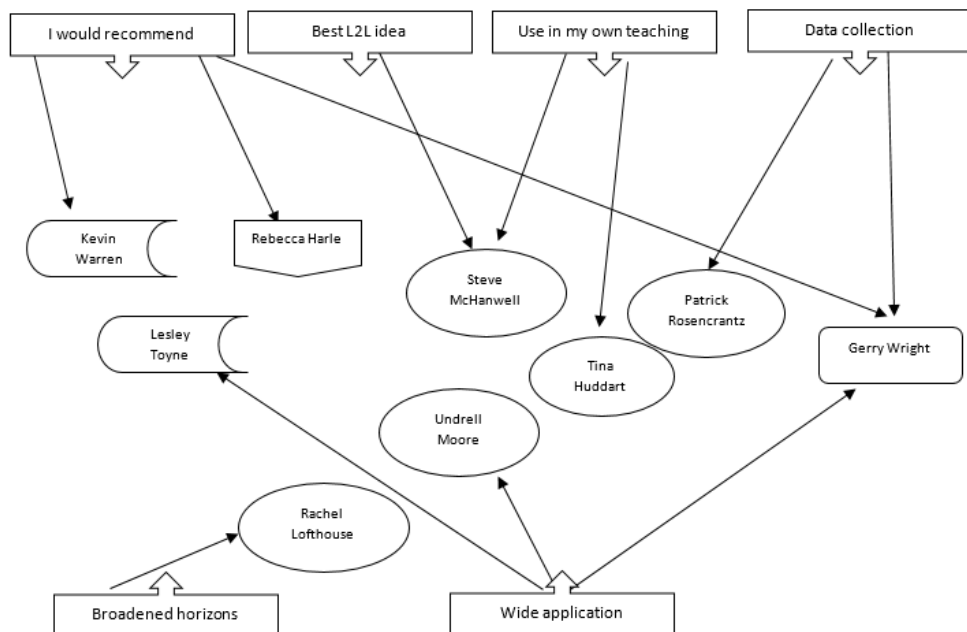 I would recommend
Best L2L idea
Use in my own teaching
Data collection
Kevin
Warren
Rebecca Harle
Steve
McHanwell
Patrick
Rosencrantz
Lesley
Toyne
Gerry Wright
Tina
Huddart
Undrell
Moore
Rachel
Lofthouse
Broadened horizons
Wide application